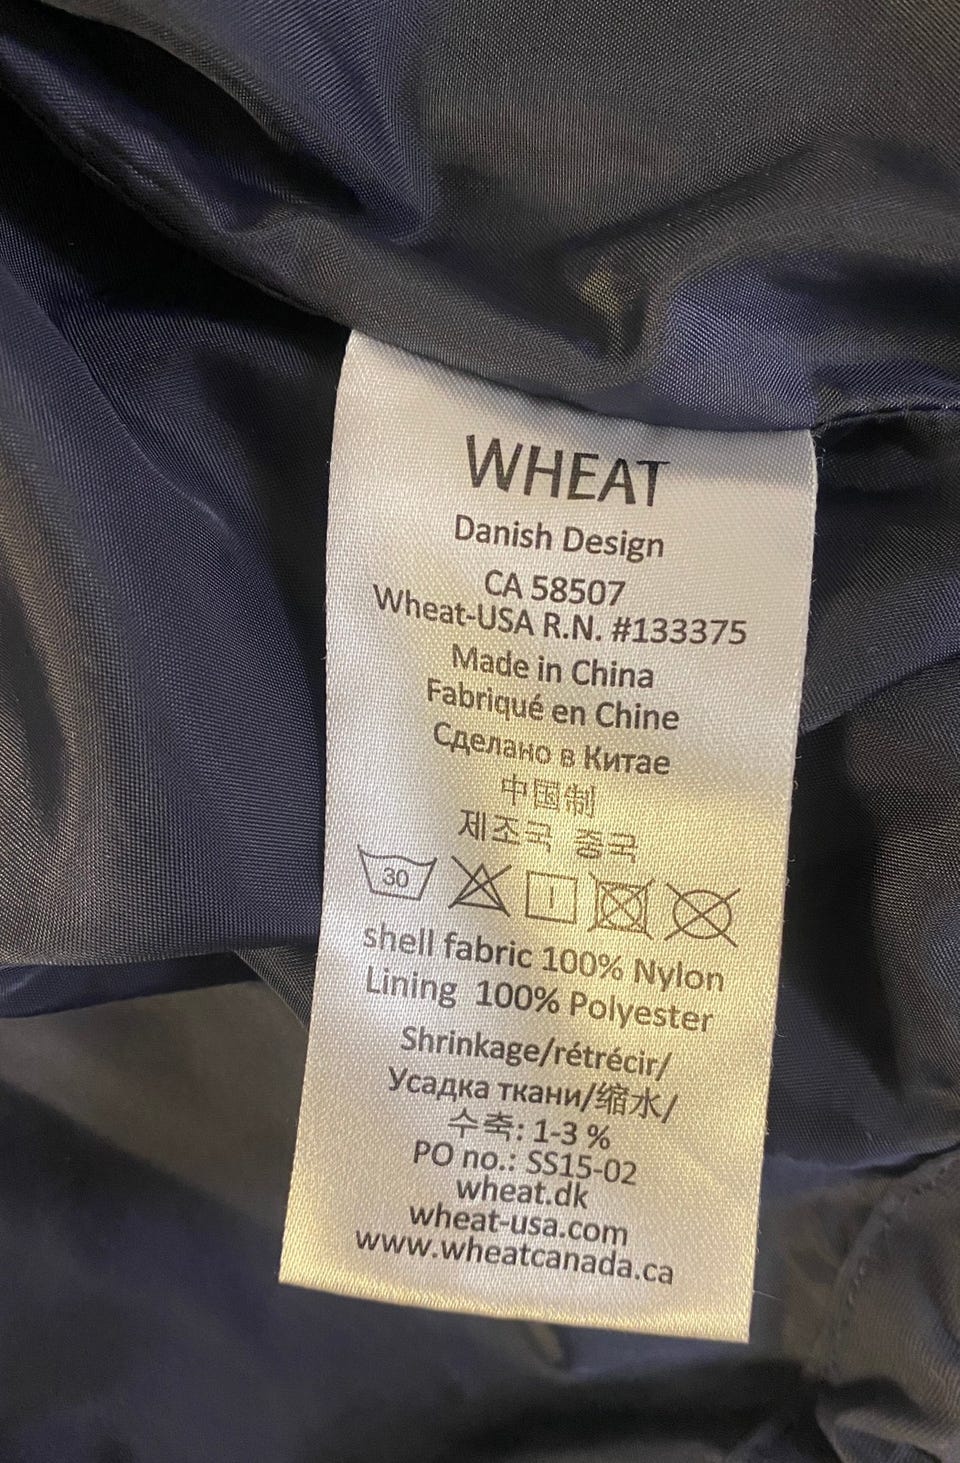 WHEAT
Danish Design
CA 58507
Wheat-USA R.N. #133375
Made in China
Fabriqué en Chine
Сделано в Китае
中国制
제조국 중국
30
shell fabric 100% Nylon
Lining 100% Polyester
Shrinkage/rétrécir/
Усадка ткани/缩水/
수축: 1-3 %
PO no.: SS15-02
wheat.dk
wheat-usa.com
www.wheatcanada.ca